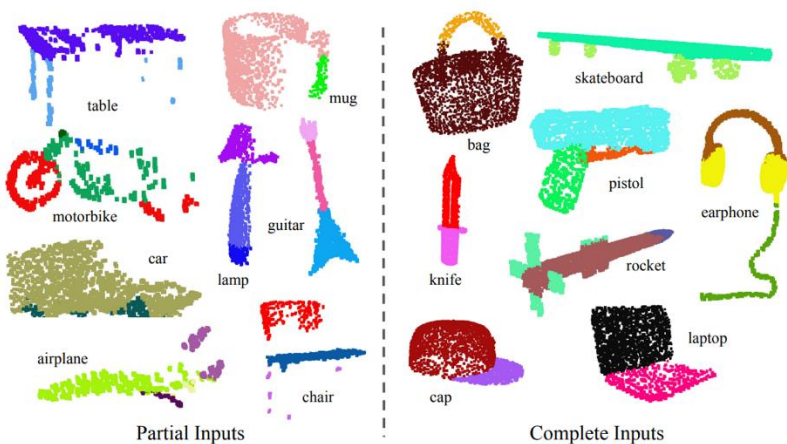 table
mug
motorbike
guitar
car
lamp
airplane
chair
Partial Inputs
skateboard
bag
pistol
earphone
knife
rocket
laptop
cap
Complete Inputs